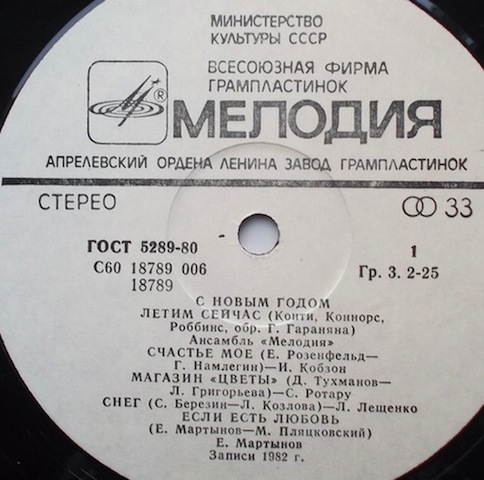 МИНИСТЕРСТВО
КУЛЬТУРЫ СССР
ВСЕСОЮЗНАЯ ФИРМА
ГРАМПЛАСТИНОК
® МЕЛОДИЯ
АПРЕЛЕВСКИЙ ОРДЕНА ЛЕНИНА ЗАВОД ГРАМПЛАСТИНОК
СТЕРЕО
33
ГОСТ 5289-80
1
С60 18789 006
Гр. 3. 2-25
18789
С НОВЫМ ГОДОМ
ЛЕТИМ СЕЙЧАС (Конти, Коннорс,
Роббинс, обр. Г. Гараняна)
Ансамбль «Мелодия»
СЧАСТЬЕ МОЕ (Е. Розенфельд—
Г. Намлегин)—И. Кобзон
МАГАЗИН «ЦВЕТЫ» (Д. Тухманов—
Л. Григорьева)—С. Ротару
СНЕГ (С. Березин—Л. Козлова)—Л. Лещенко
ЕСЛИ ЕСТЬ ЛЮБОВЬ
(Е. Мартынов—М. Пляцковский)
Е. Мартынов
Записи 1982 г.